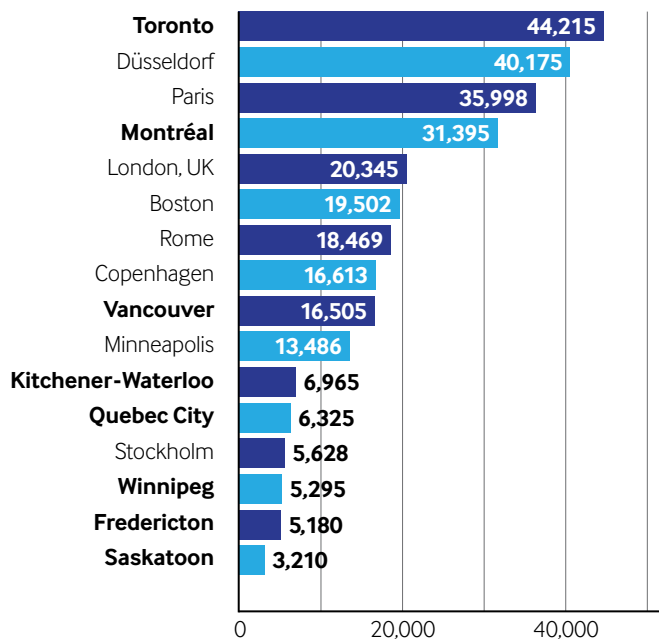 Toronto 44,215
Düsseldorf 40,175
Paris 35,998
Montréal 31,395
London, UK 20,345
Boston 19,502
Rome 18,469
Copenhagen 16,613
Vancouver 16,505
Minneapolis 13,486
Kitchener-Waterloo 6,965
Quebec City 6,325
Stockholm 5,628
Winnipeg 5,295
Fredericton 5,180
Saskatoon 3,210
0 20,000 40,000